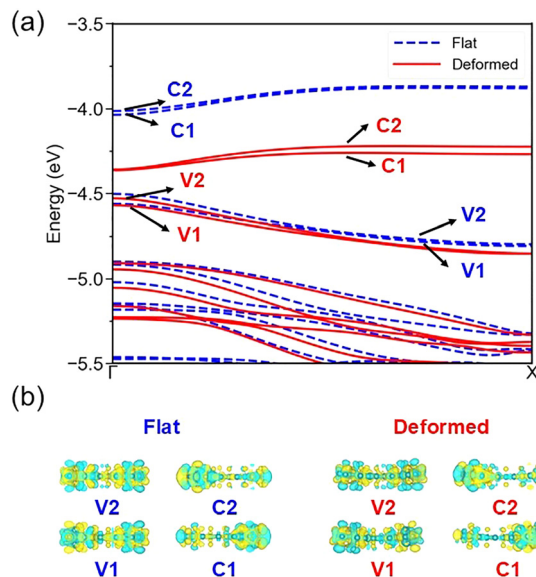 (a)
-3.5
Flat
Deformed
C2
-4.0
C1
C2
C1
V2
-4.5
V2
V1
V1
-5.0
-5.5
Energy (eV)
Γ X
(b)
Flat Deformed
V2 C2 V2 C2
V1 C1 V1 C1